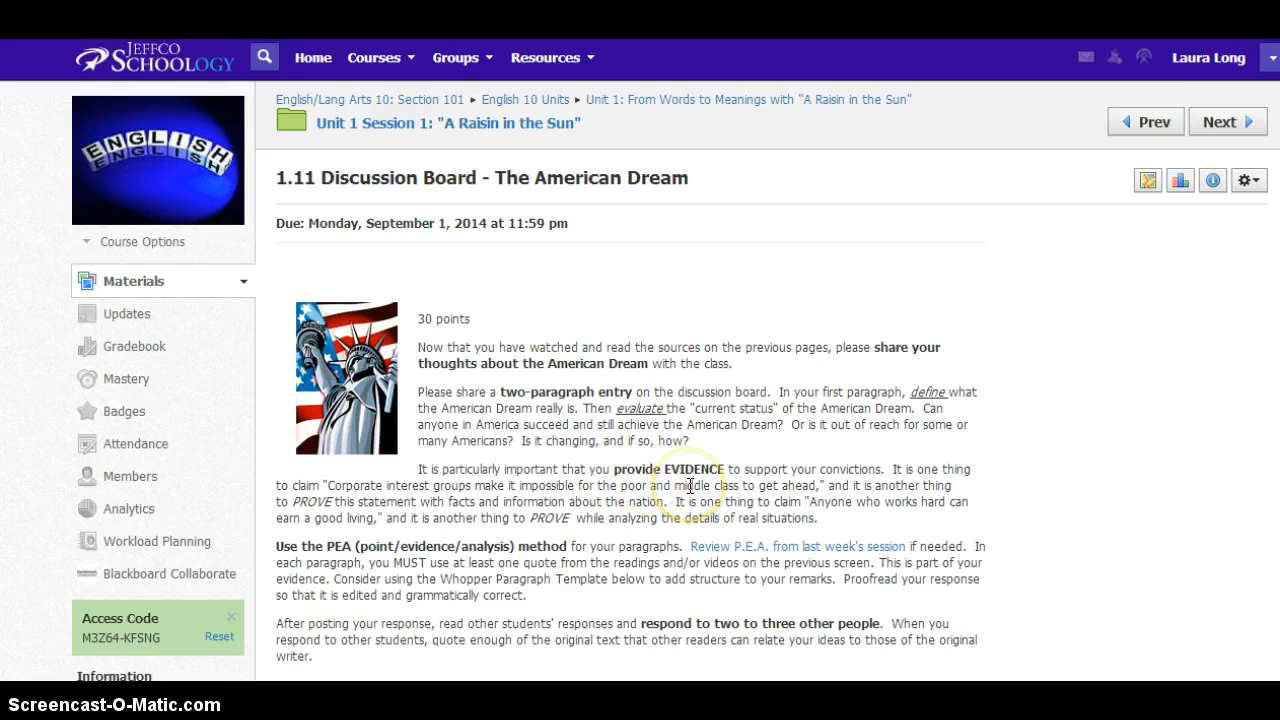 JEFFCO
SCHOOLOGY
Home Courses Groups Resources
Laura Long
English/Lang Arts 10: Section 101 ▸ English 10 Units ▸ Unit 1: From Words to Meanings with "A Raisin in the Sun"
Unit 1 Session 1: "A Raisin in the Sun"
Prev Next
ENGLISH
ENGLISH
1.11 Discussion Board - The American Dream
Due: Monday, September 1, 2014 at 11:59 pm
Course Options
Materials
Updates
Gradebook
Mastery
Badges
Attendance
Members
Analytics
Workload Planning
Blackboard Collaborate
Access Code
M3Z64-KFSNG Reset
Information
30 points
Now that you have watched and read the sources on the previous pages, please share your
thoughts about the American Dream with the class.
Please share a two-paragraph entry on the discussion board. In your first paragraph, define what
the American Dream really is. Then evaluate the "current status" of the American Dream. Can
anyone in America succeed and still achieve the American Dream? Or is it out of reach for some or
many Americans? Is it changing, and if so, how?
It is particularly important that you provide EVIDENCE to support your convictions. It is one thing
to claim "Corporate interest groups make it impossible for the poor and middle class to get ahead," and it is another thing
to PROVE this statement with facts and information about the nation. It is one thing to claim "Anyone who works hard can
earn a good living," and it is another thing to PROVE while analyzing the details of real situations.
Use the PEA (point/evidence/analysis) method for your paragraphs. Review P.E.A. from last week's session if needed. In
each paragraph, you MUST use at least one quote from the readings and/or videos on the previous screen. This is part of your
evidence. Consider using the Whopper Paragraph Template below to add structure to your remarks. Proofread your response
so that it is edited and grammatically correct.
After posting your response, read other students' responses and respond to two to three other people. When you
respond to other students, quote enough of the original text that other readers can relate your ideas to those of the original
writer.
Screencast-O-Matic.com